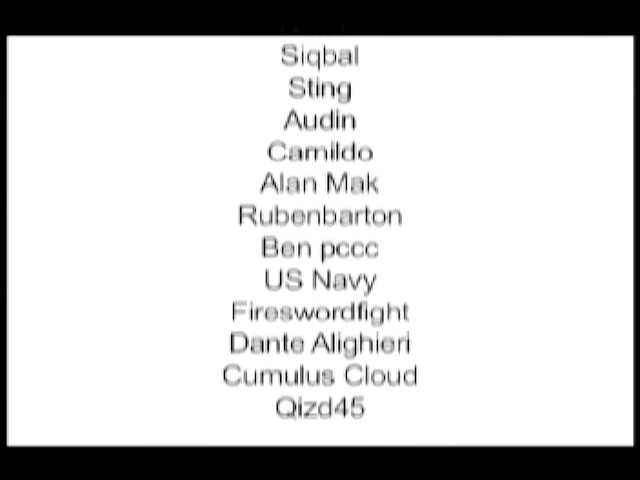 Siqbal
Sting
Audin
Camildo
Alan Mak
Rubenbarton
Ben pccc
US Navy
Fireswordfight
Dante Alighieri
Cumulus Cloud
Qizd45